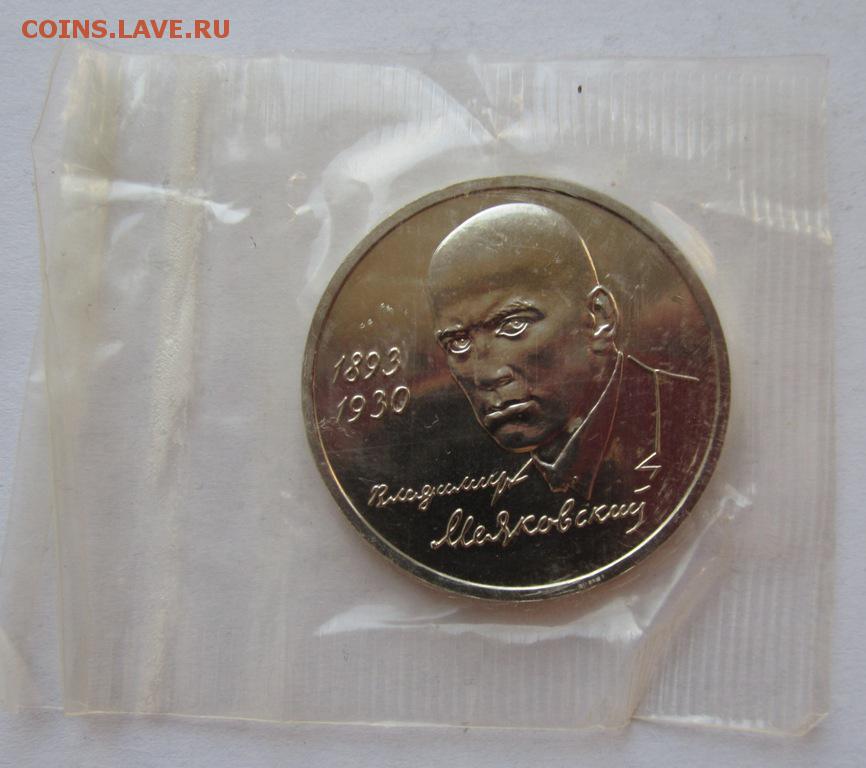 COINS.LAVE.RU
1893
1930
Владимир
Маяковский